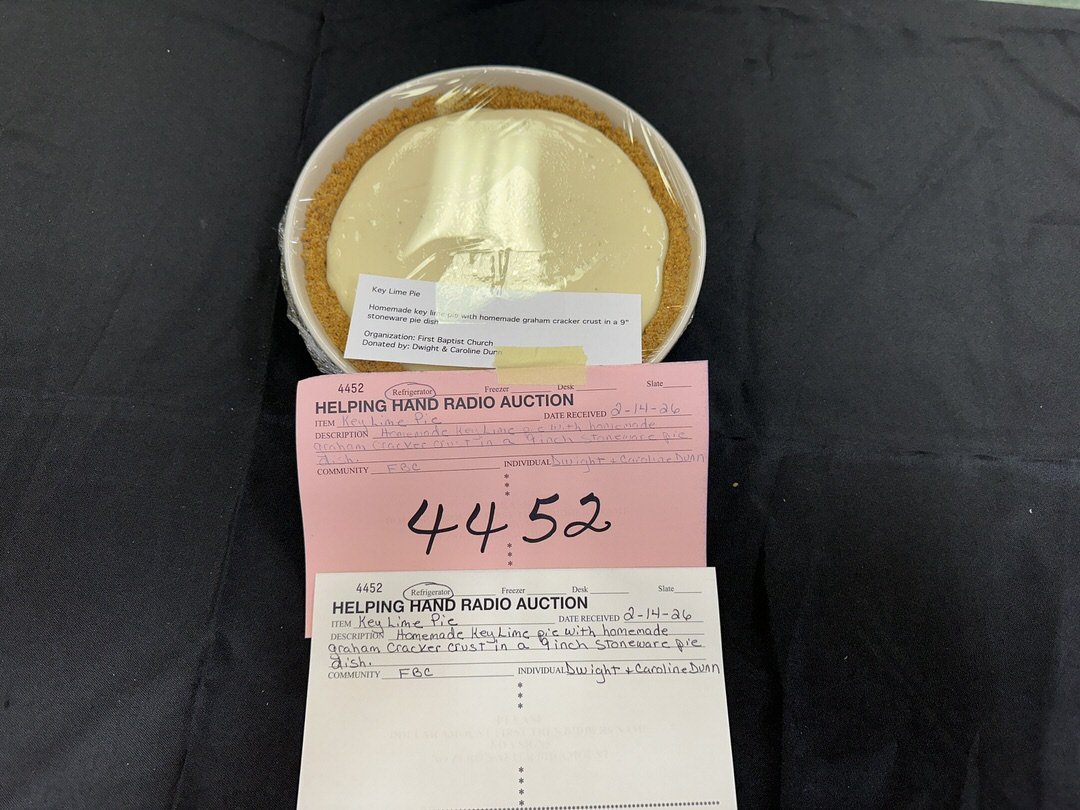 Key Lime Pie
Homemade key lime pie with homemade graham cracker crust in a 9"
stoneware pie dish
Organization: First Baptist Church
Donated by: Dwight & Caroline Dunn
4452 Refrigerator Freezer Desk Slate
HELPING HAND RADIO AUCTION
ITEM Key Lime Pie DATE RECEIVED 2-14-26
DESCRIPTION Homemade Key Lime pie with homemade
graham cracker crust in a 9 inch stoneware pie
dish.
COMMUNITY FBC INDIVIDUAL Dwight + Caroline Dunn
4452
4452 Refrigerator Freezer Desk Slate
HELPING HAND RADIO AUCTION
ITEM Key Lime Pie DATE RECEIVED 2-14-26
DESCRIPTION Homemade Key Lime pie with homemade
graham cracker crust in a 9 inch stoneware pie
dish.
COMMUNITY FBC INDIVIDUAL Dwight + Caroline Dunn